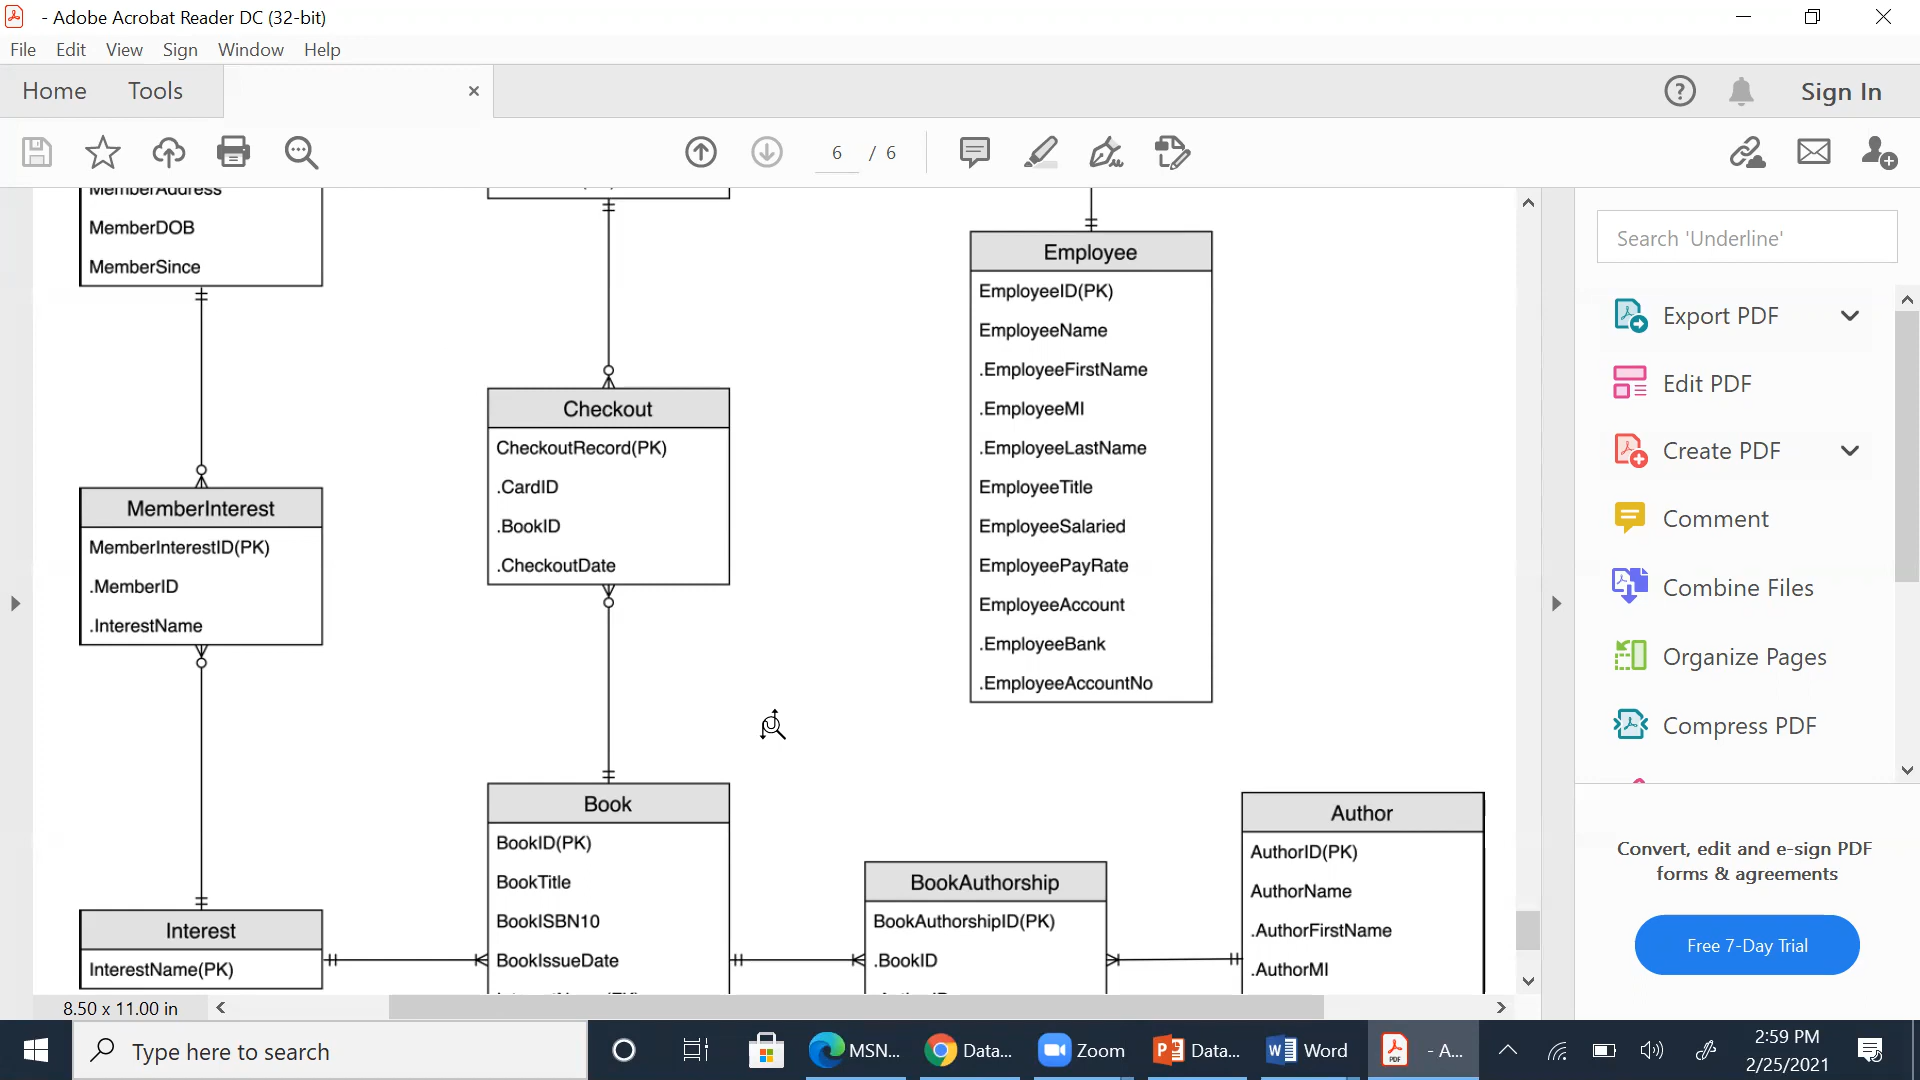 - Adobe Acrobat Reader DC (32-bit)
File Edit View Sign Window Help
Home Tools
Sign In
6 / 6
MemberAddress
MemberDOB
MemberSince
Employee
EmployeeID(PK)
EmployeeName
.EmployeeFirstName
.EmployeeMI
.EmployeeLastName
EmployeeTitle
EmployeeSalaried
EmployeePayRate
EmployeeAccount
.EmployeeBank
.EmployeeAccountNo
Checkout
CheckoutRecord(PK)
.CardID
.BookID
.CheckoutDate
MemberInterest
MemberInterestID(PK)
.MemberID
.InterestName
Book
BookID(PK)
BookTitle
BookISBN10
BookIssueDate
Interest
InterestName(PK)
BookAuthorship
BookAuthorshipID(PK)
.BookID
Author
AuthorID(PK)
AuthorName
.AuthorFirstName
.AuthorMI
Search 'Underline'
Export PDF
Edit PDF
Create PDF
Comment
Combine Files
Organize Pages
Compress PDF
Convert, edit and e-sign PDF
forms & agreements
Free 7-Day Trial
8.50 x 11.00 in
Type here to search
MSN...
Data...
Zoom
Data...
Word
- A...
2:59 PM
2/25/2021